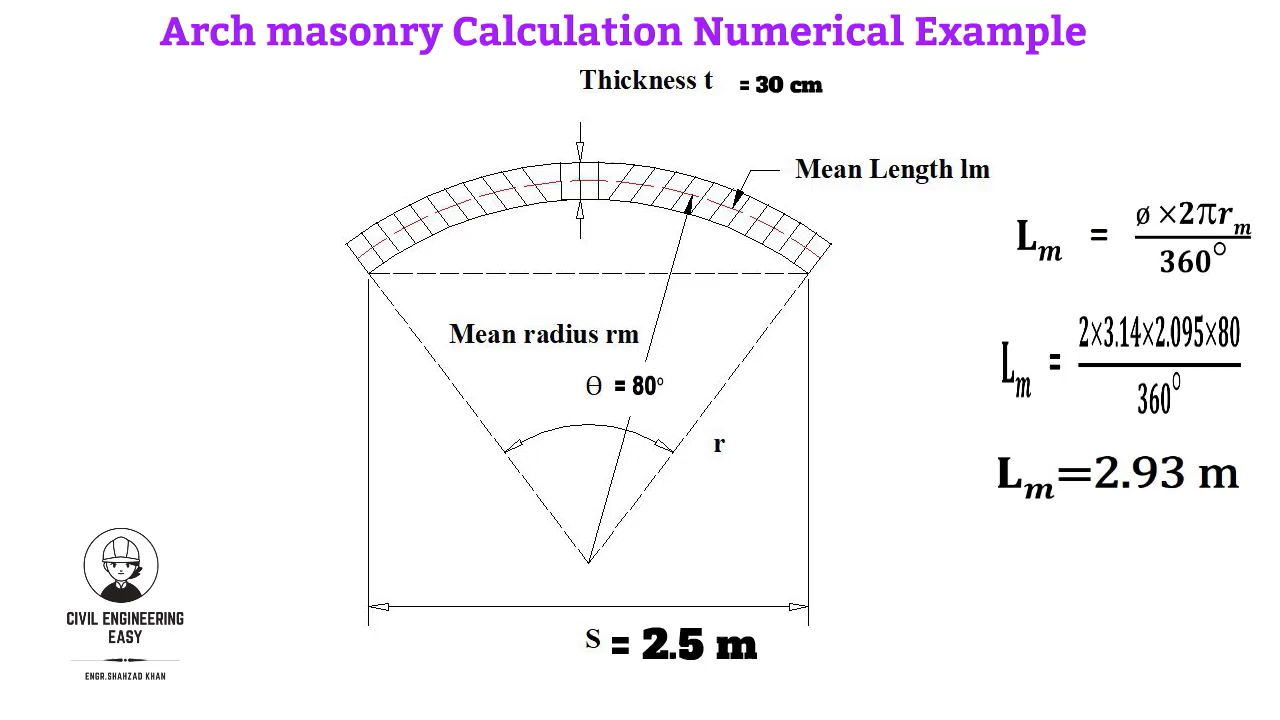 Arch masonry Calculation Numerical Example
Thickness t = 30 cm
Mean Length lm
Lm = ø ×2πrm / 360°
Mean radius rm
Lm = 2×3.14×2.095×80 / 360°
Θ = 80°
r
Lm=2.93 m
S = 2.5 m
CIVIL ENGINEERING
EASY
ENGR.SHAHZAD KHAN